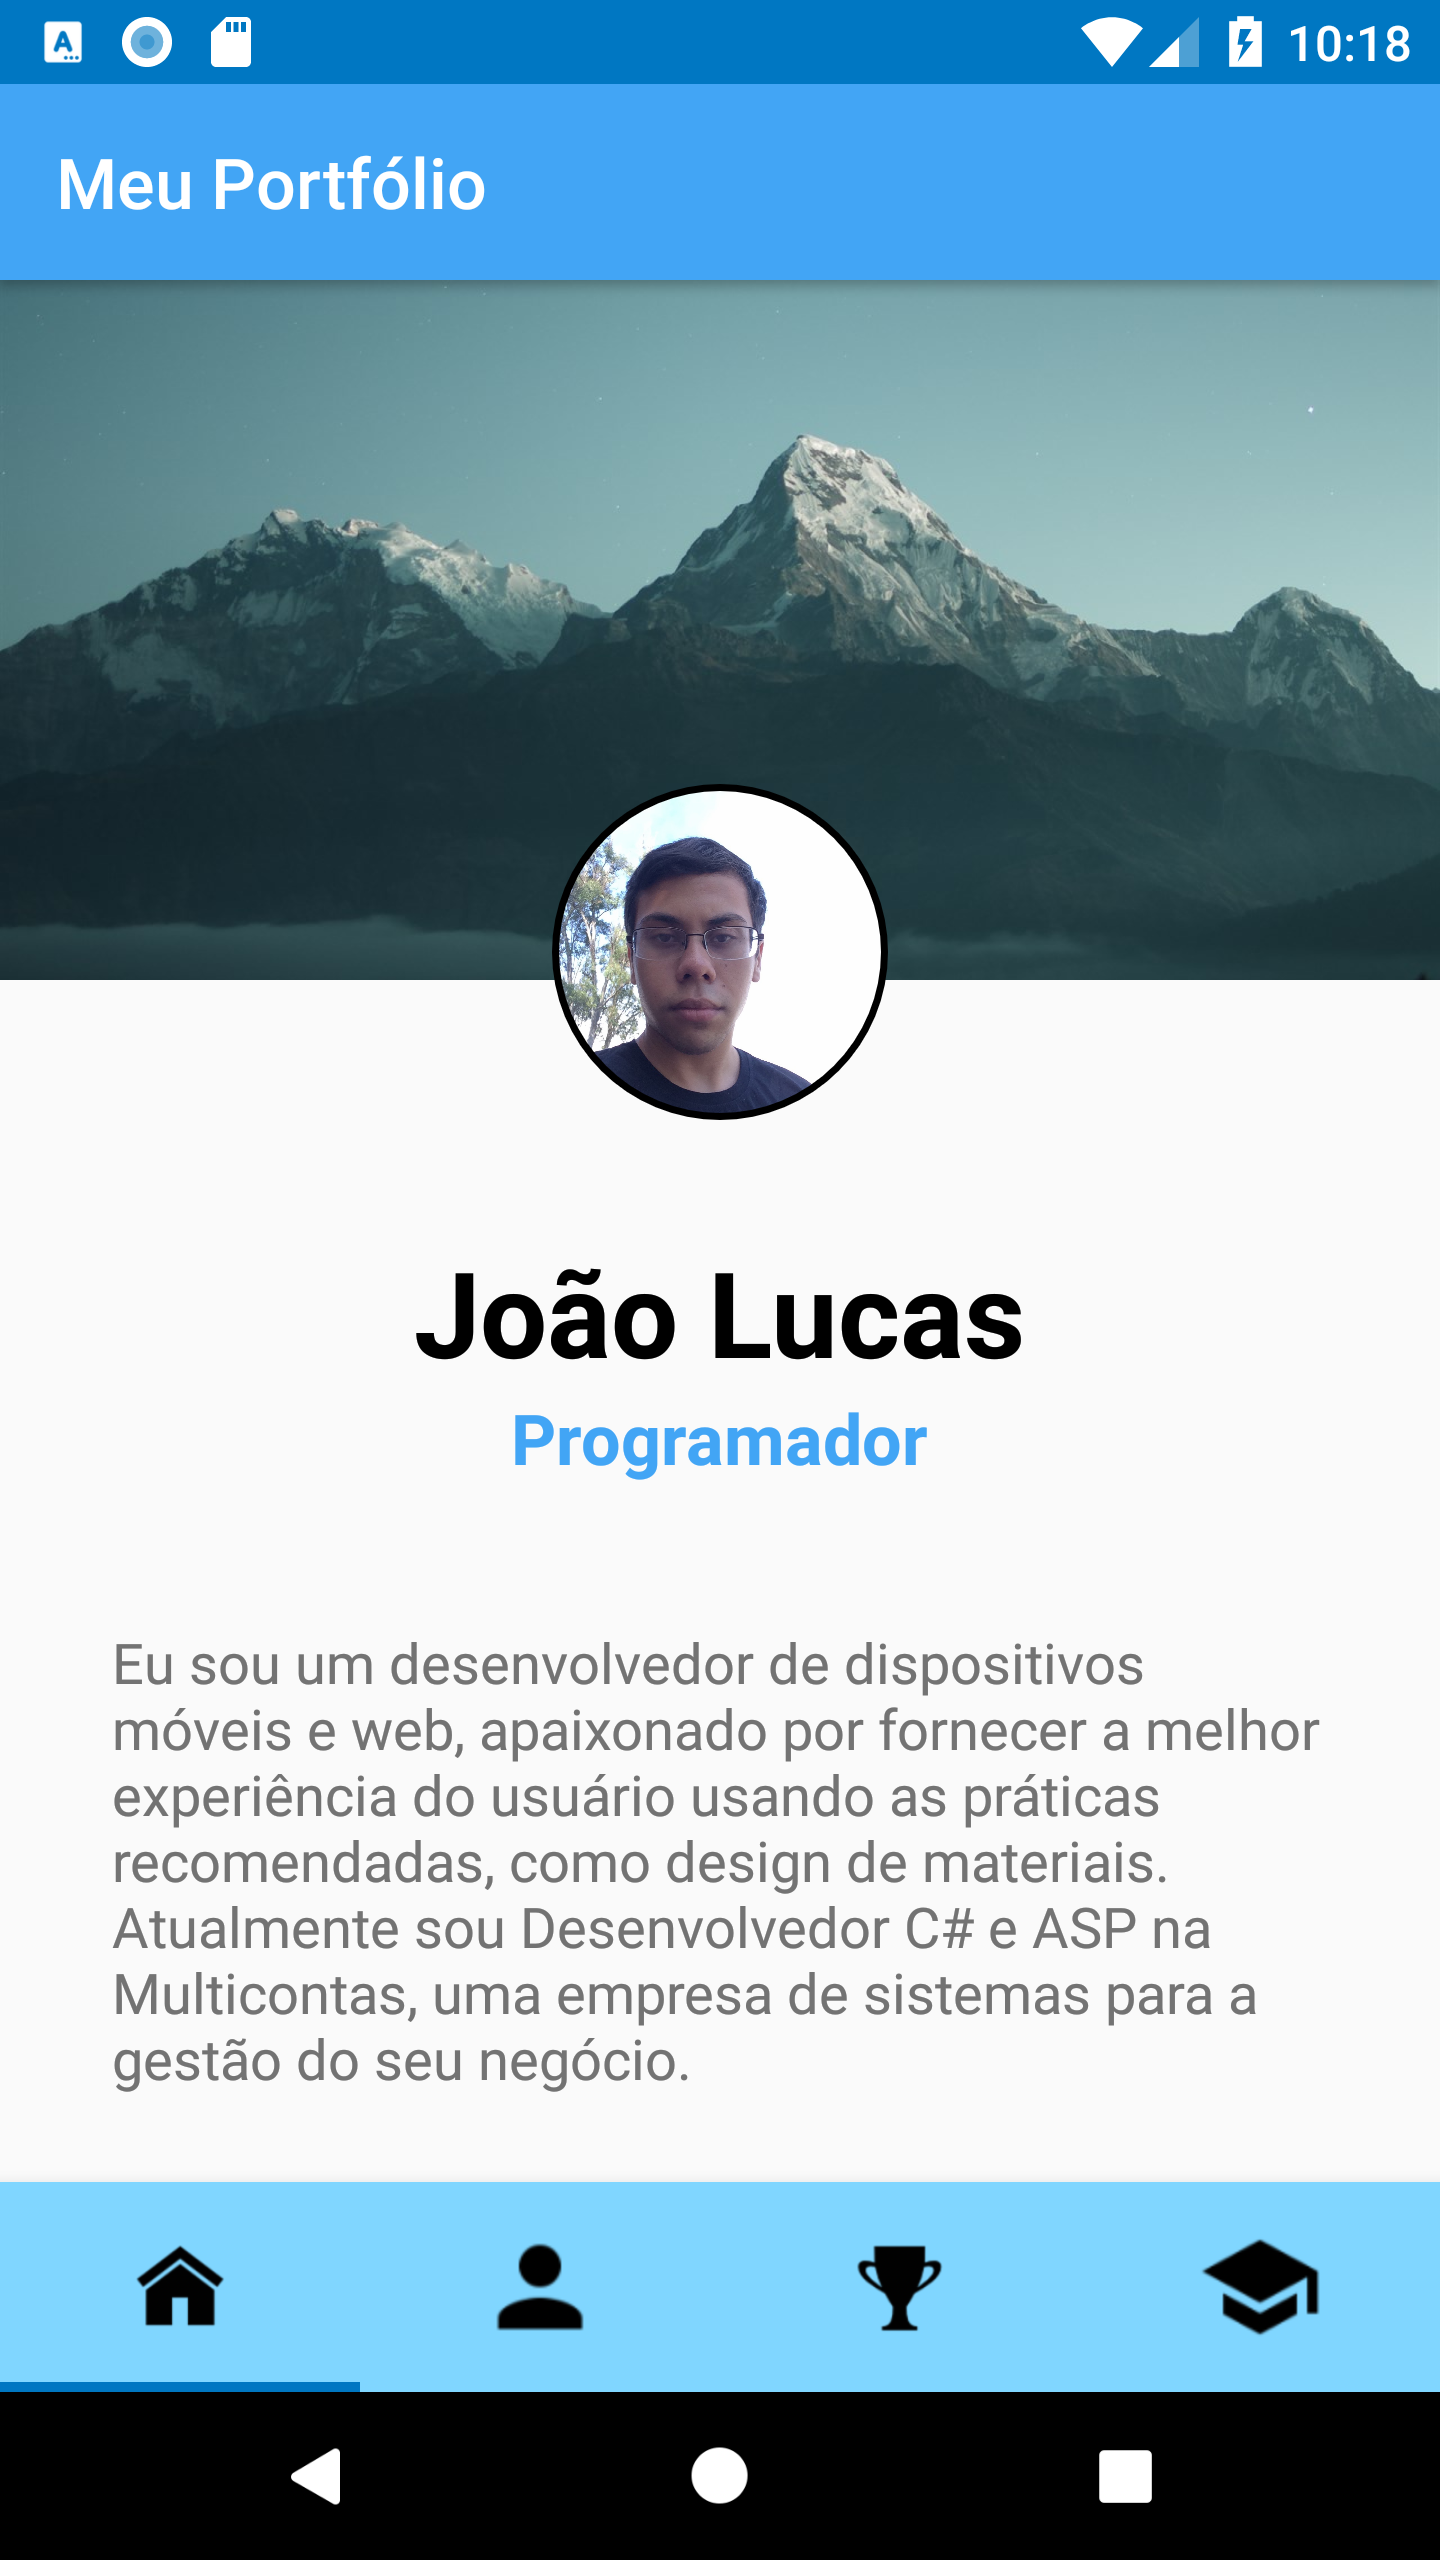 A
10:18
Meu Portfólio
João Lucas
Programador
Eu sou um desenvolvedor de dispositivos
móveis e web, apaixonado por fornecer a melhor
experiência do usuário usando as práticas
recomendadas, como design de materiais.
Atualmente sou Desenvolvedor C# e ASP na
Multicontas, uma empresa de sistemas para a
gestão do seu negócio.